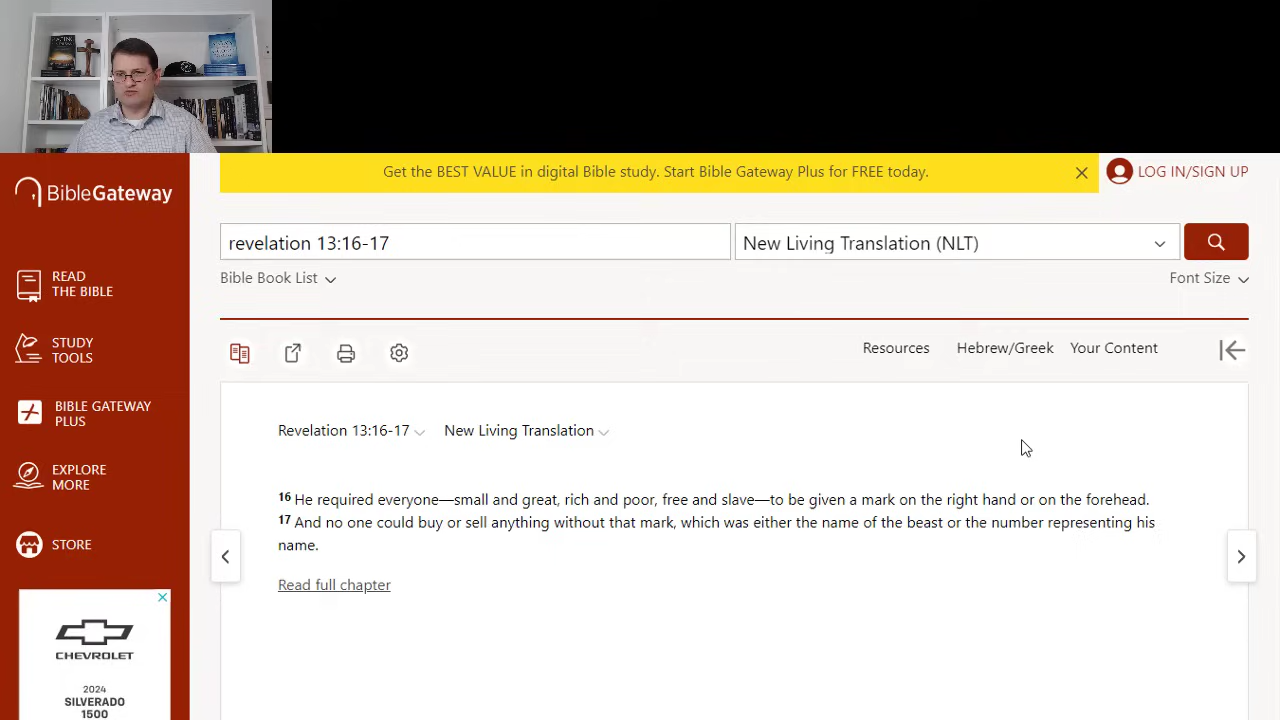 Get the BEST VALUE in digital Bible study. Start Bible Gateway Plus for FREE today.
LOG IN/SIGN UP
BibleGateway
revelation 13:16-17
New Living Translation (NLT)
Bible Book List
Font Size
READ
THE BIBLE
STUDY
TOOLS
BIBLE GATEWAY
PLUS
EXPLORE
MORE
STORE
Resources
Hebrew/Greek
Your Content
Revelation 13:16-17
New Living Translation
16 He required everyone—small and great, rich and poor, free and slave—to be given a mark on the right hand or on the forehead.
17 And no one could buy or sell anything without that mark, which was either the name of the beast or the number representing his
name.
Read full chapter
CHEVROLET
2024
SILVERADO
1500